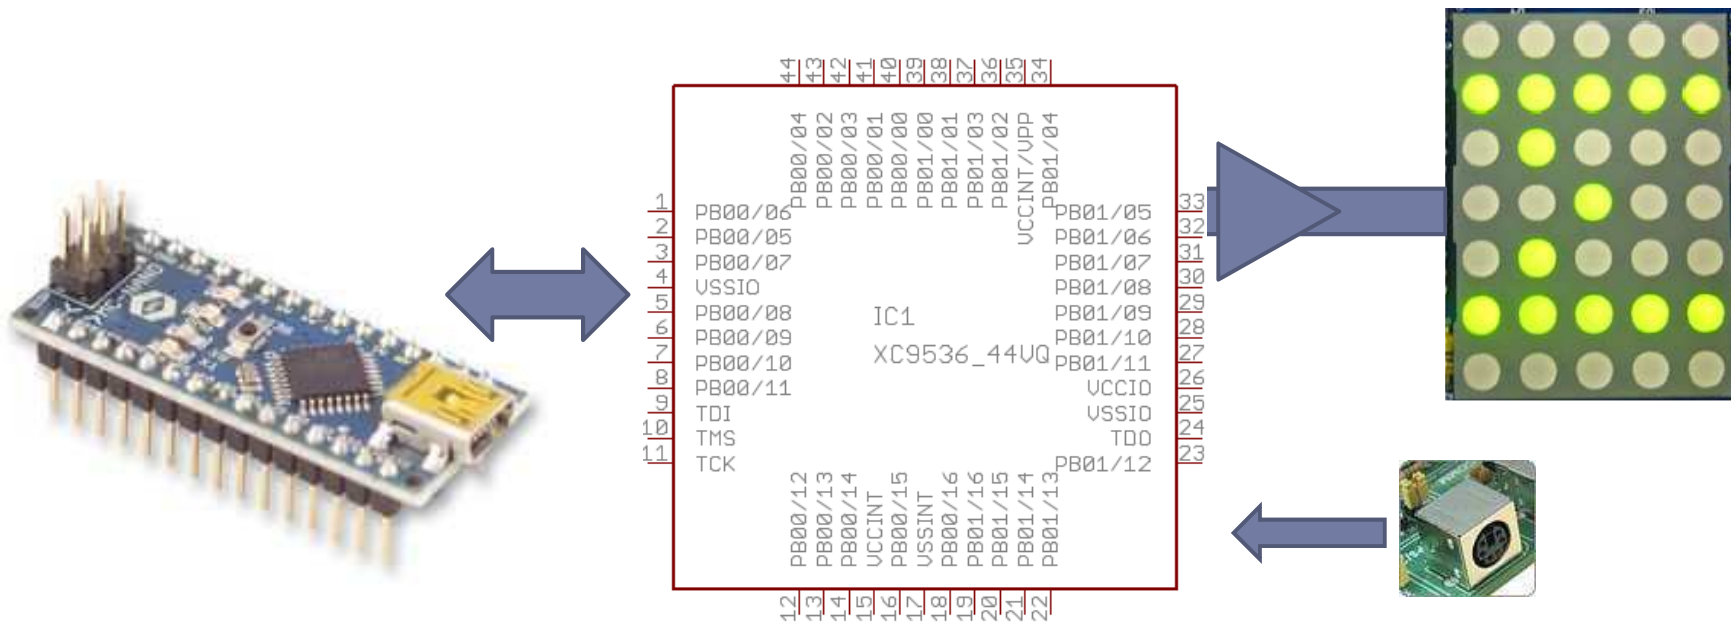 44
43
42
41
40
39
38
37
36
35
34
PB00/04
PB00/02
PB00/03
PB00/01
PB00/00
PB01/00
PB01/01
PB01/03
PB01/02
VCCINT/VPP
PB01/04
1 PB00/06
2 PB00/05
3 PB00/07
4 VSSIO
5 PB00/08
6 PB00/09
7 PB00/10
8 PB00/11
9 TDI
10 TMS
11 TCK
IC1
XC9536_44VQ
PB01/05 33
PB01/06 32
PB01/07 31
PB01/08 30
PB01/09 29
PB01/10 28
PB01/11 27
VCCIO 26
VSSIO 25
TDO 24
PB01/12 23
PB00/12
PB00/13
PB00/14
VCCINT
PB00/15
VSSINT
PB00/16
PB01/16
PB01/15
PB01/14
PB01/13
12
13
14
15
16
17
18
19
20
21
22